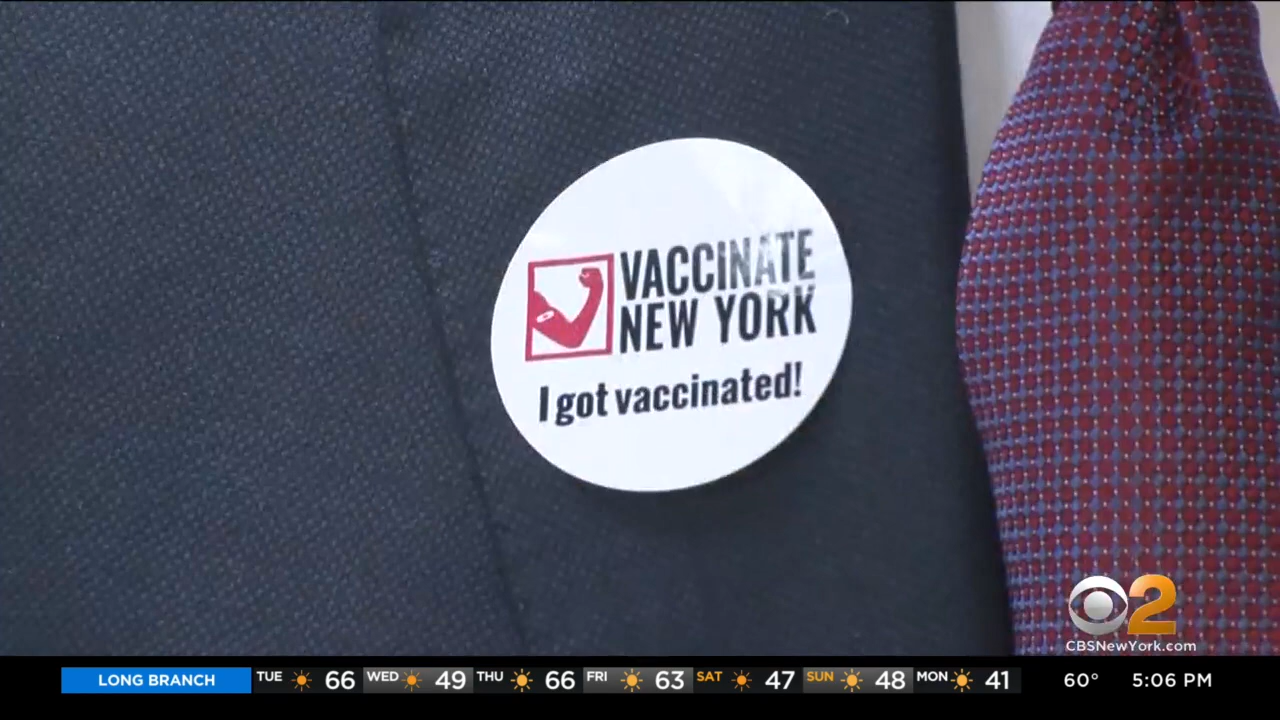 VACCINATE
NEW YORK
I got vaccinated!
2
CBSNewYork.com
LONG BRANCH TUE 66 WED 49 THU 66 FRI 63 SAT 47 SUN 48 MON 41 60° 5:06 PM